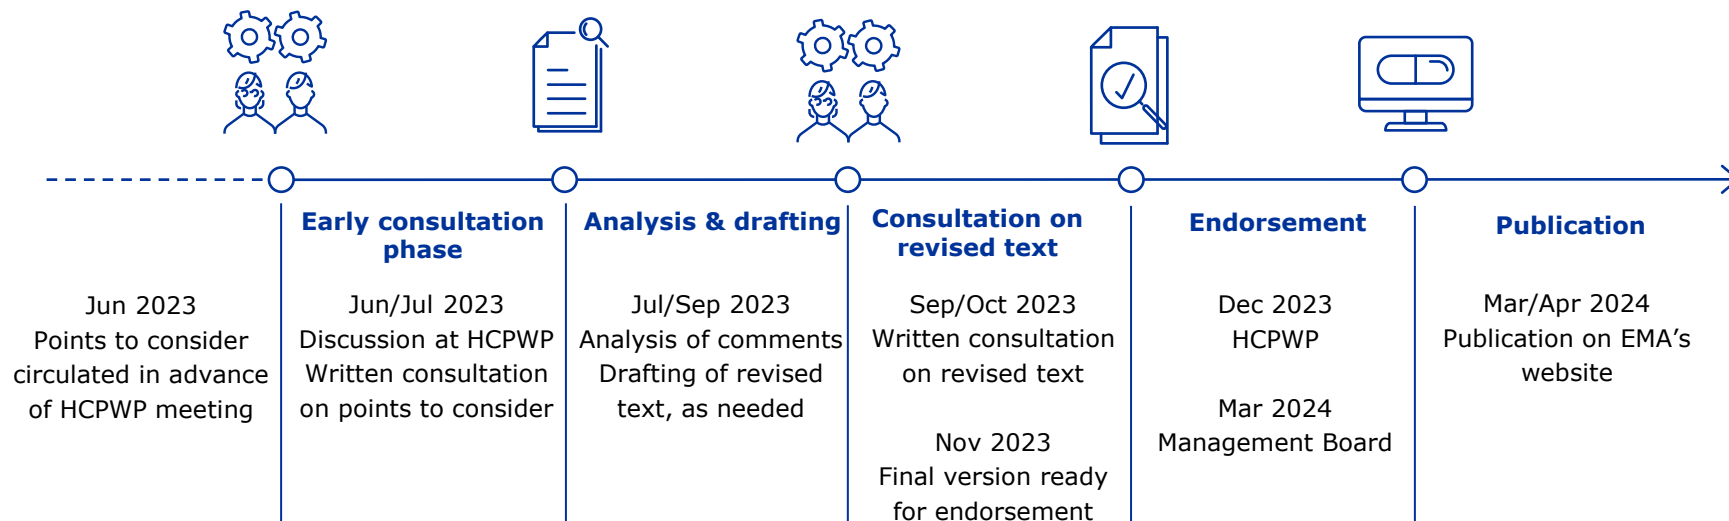 Jun 2023
Points to consider
circulated in advance
of HCPWP meeting
Early consultation
phase
Jun/Jul 2023
Discussion at HCPWP
Written consultation
on points to consider
Analysis & drafting
Jul/Sep 2023
Analysis of comments
Drafting of revised
text, as needed
Consultation on
revised text
Sep/Oct 2023
Written consultation
on revised text
Nov 2023
Final version ready
for endorsement
Endorsement
Dec 2023
HCPWP
Mar 2024
Management Board
Publication
Mar/Apr 2024
Publication on EMA's
website